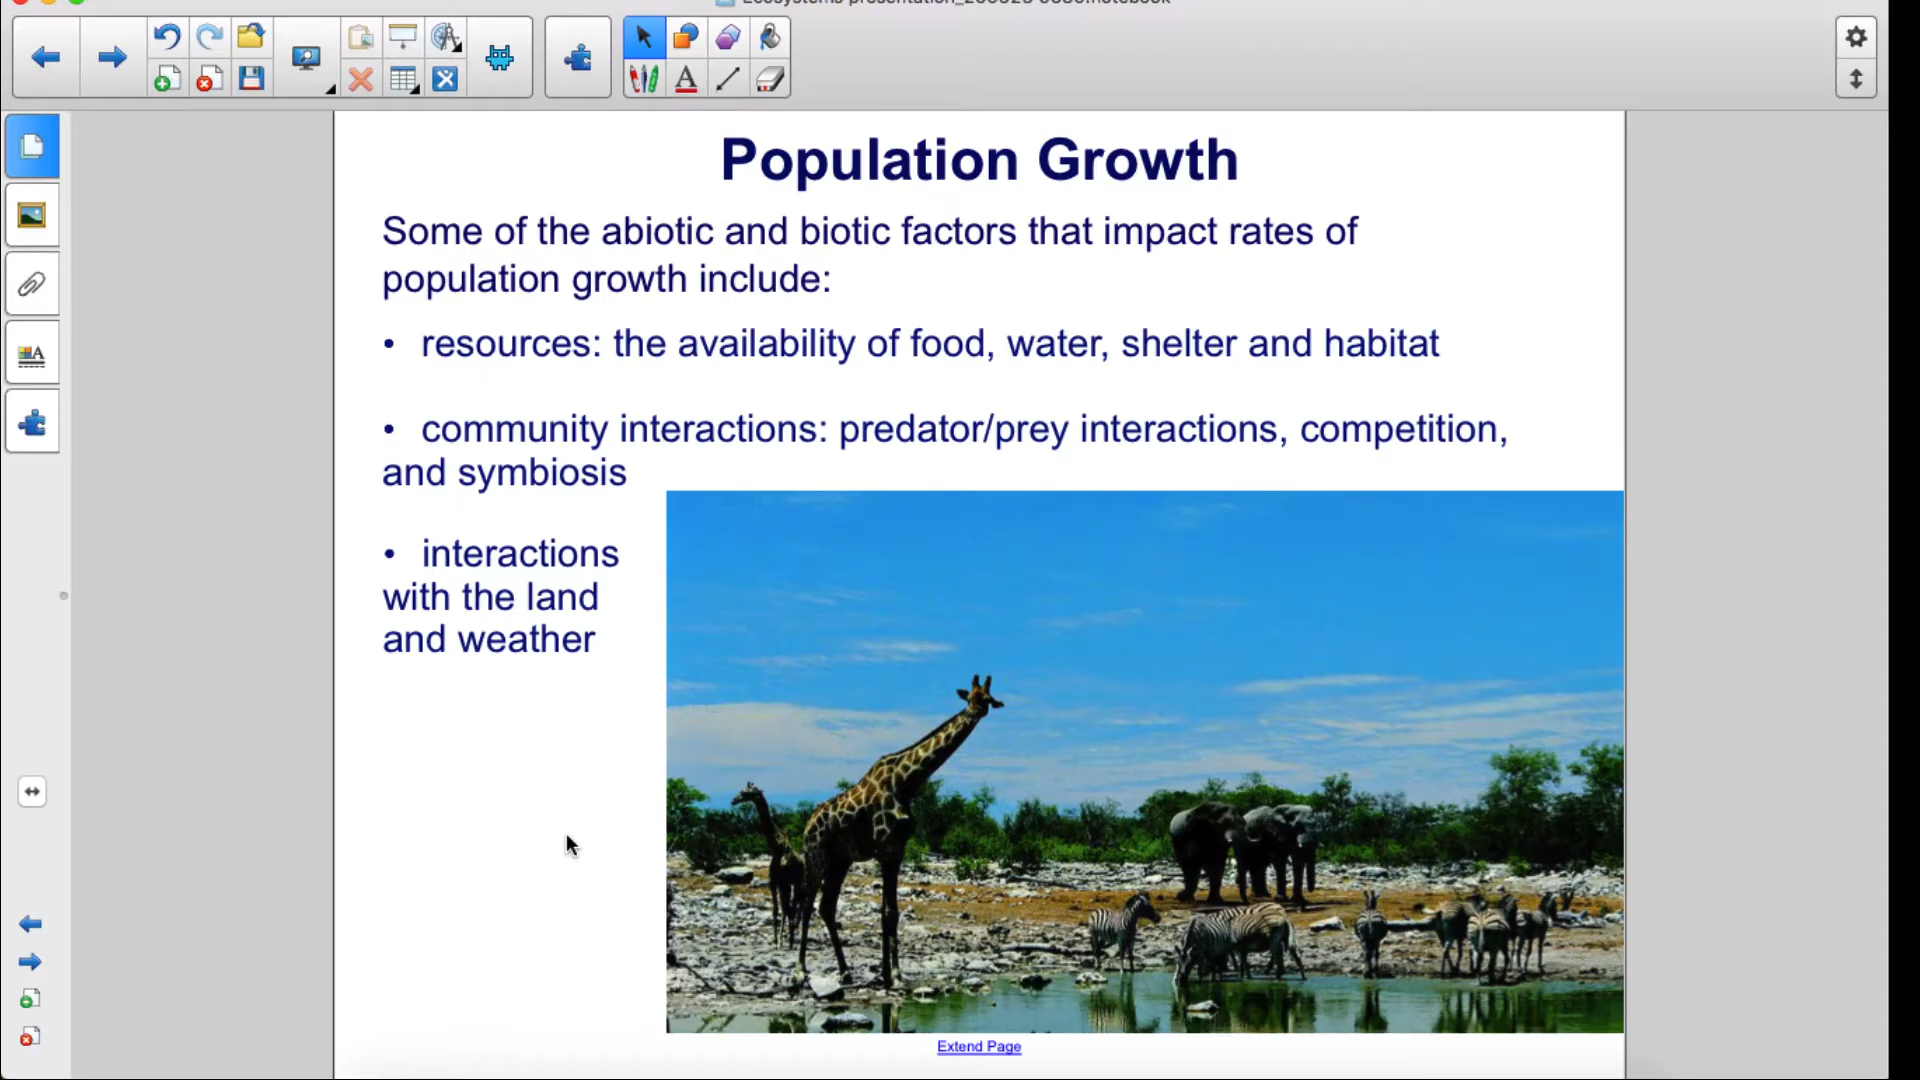 Population Growth
Some of the abiotic and biotic factors that impact rates of
population growth include:
• resources: the availability of food, water, shelter and habitat
• community interactions: predator/prey interactions, competition,
and symbiosis
• interactions
with the land
and weather
Extend Page